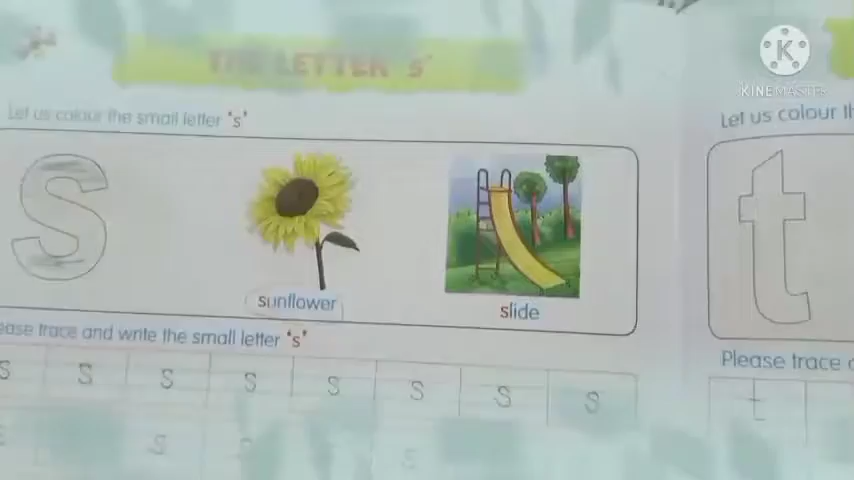 THE LETTER 's'
K
KINEMASTER
Let us colour the small letter 's'
s
sunflower
slide
ease trace and write the small letter 's'
s s s s s s s s
s s
Let us colour th
t
Please trace
t